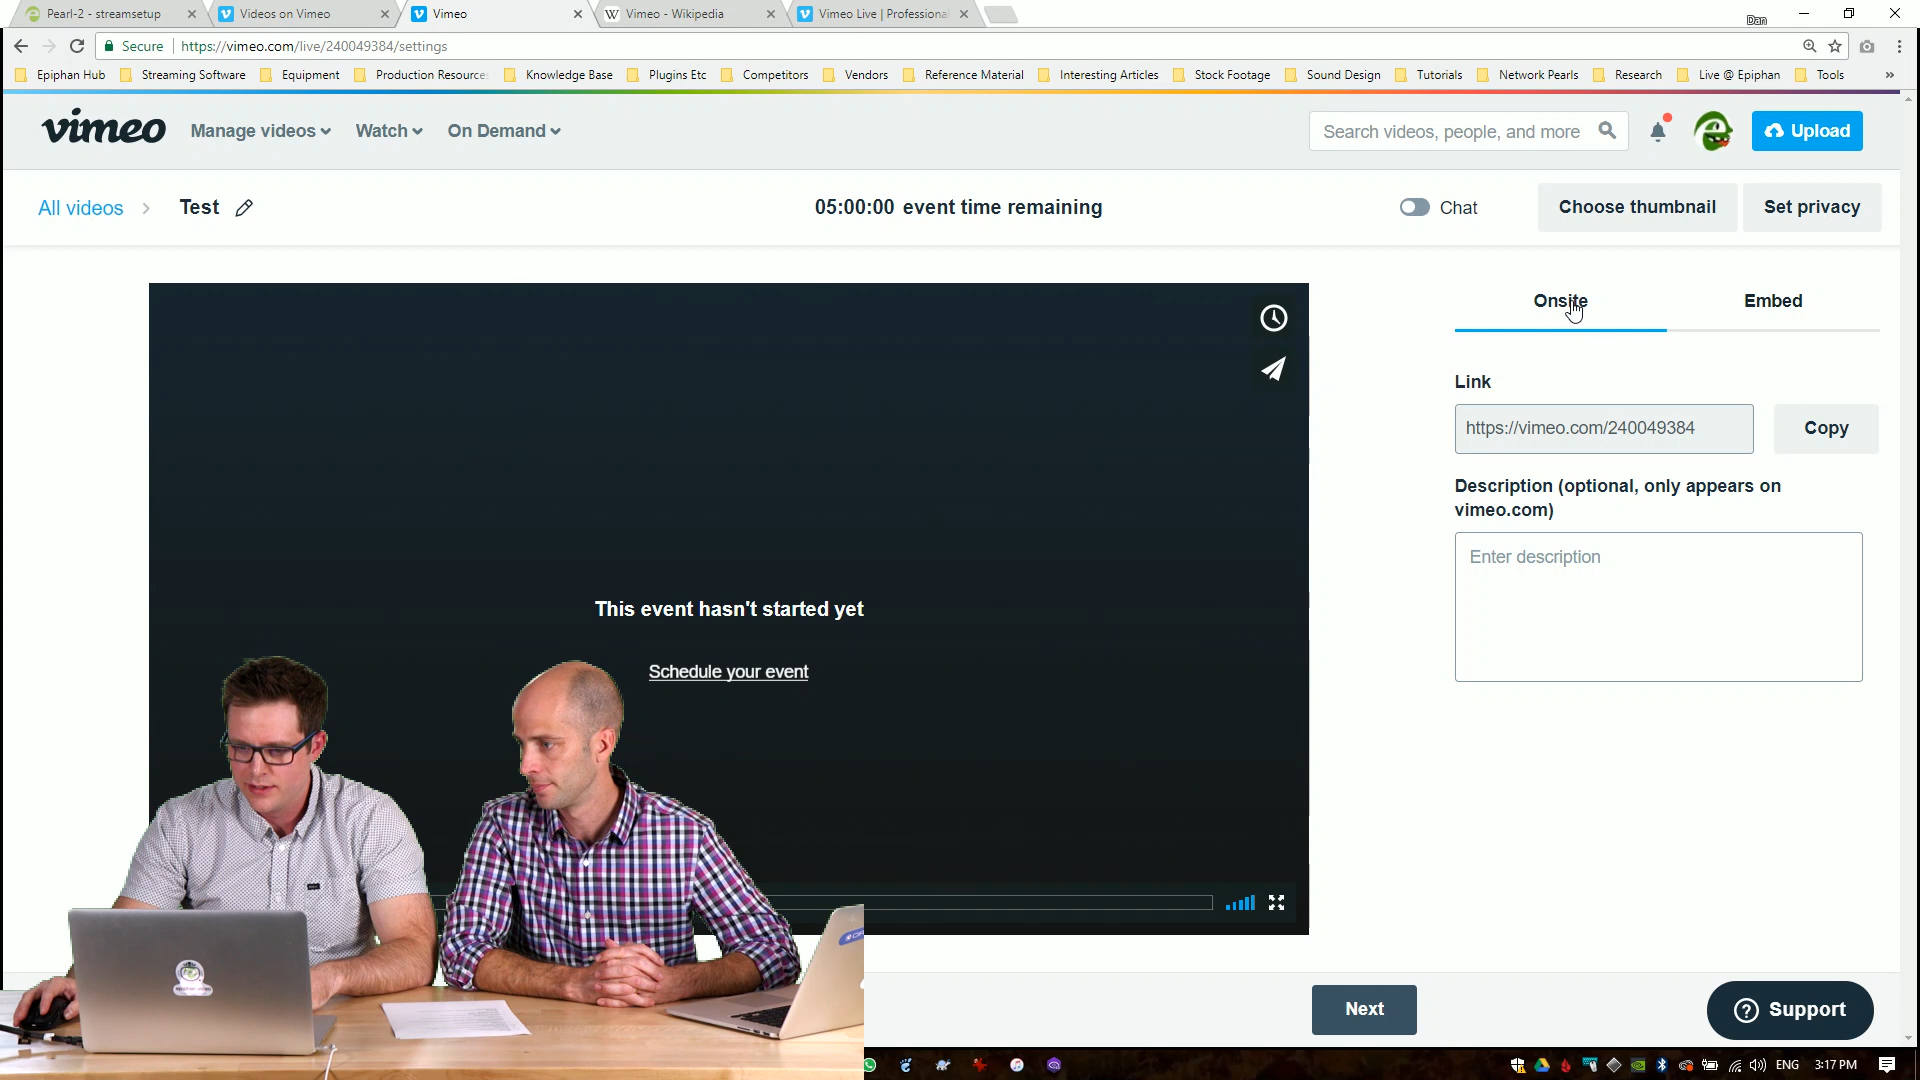 Pearl-2 - streamsetup
Videos on Vimeo
Vimeo
Vimeo - Wikipedia
Vimeo Live | Professional
Dan
Secure
https://vimeo.com/live/240049384/settings
Epiphan Hub
Streaming Software
Equipment
Production Resource
Knowledge Base
Plugins Etc
Competitors
Vendors
Reference Material
Interesting Articles
Stock Footage
Sound Design
Tutorials
Network Pearls
Research
Live @ Epiphan
Tools
vimeo
Manage videos
Watch
On Demand
Search videos, people, and more
Upload
All videos
Test
05:00:00 event time remaining
Chat
Choose thumbnail
Set privacy
Onsite
Embed
Link
https://vimeo.com/240049384
Copy
Description (optional, only appears on
vimeo.com)
Enter description
This event hasn't started yet
Schedule your event
Next
Support
ENG
3:17 PM